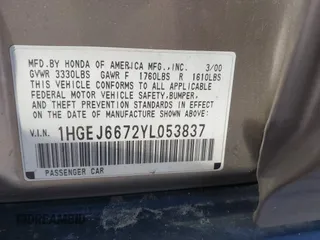 MFD.BY HONDA OF AMERICA MFG.,INC. 3/00
GVWR 3330LBS GAWR F 1760LBS R 1610LBS
THIS VEHICLE CONFORMS TO ALL APPLICABLE
FEDERAL MOTOR VEHICLE SAFETY,BUMPER,
AND THEFT PREVENTION STANDARDS IN EFFECT
ON THE DATE OF MANUFACTURE SHOWN ABOVE.
V.I.N. 1HGEJ6672YL053837
PASSENGER CAR
DREAMBID